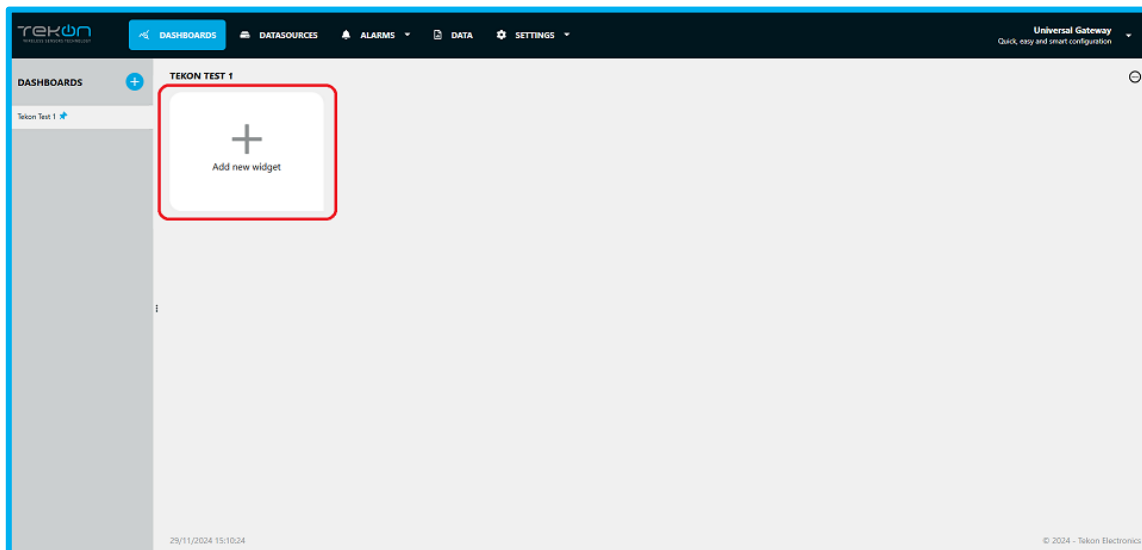 TEKON
WIRELESS SENSORS TECHNOLOGY
DASHBOARDS
DATASOURCES
ALARMS
DATA
SETTINGS
Universal Gateway
Quick, easy and smart configuration
DASHBOARDS
TEKON TEST 1
Tekon Test 1
Add new widget
29/11/2024 15:10:24
© 2024 - Tekon Electronics